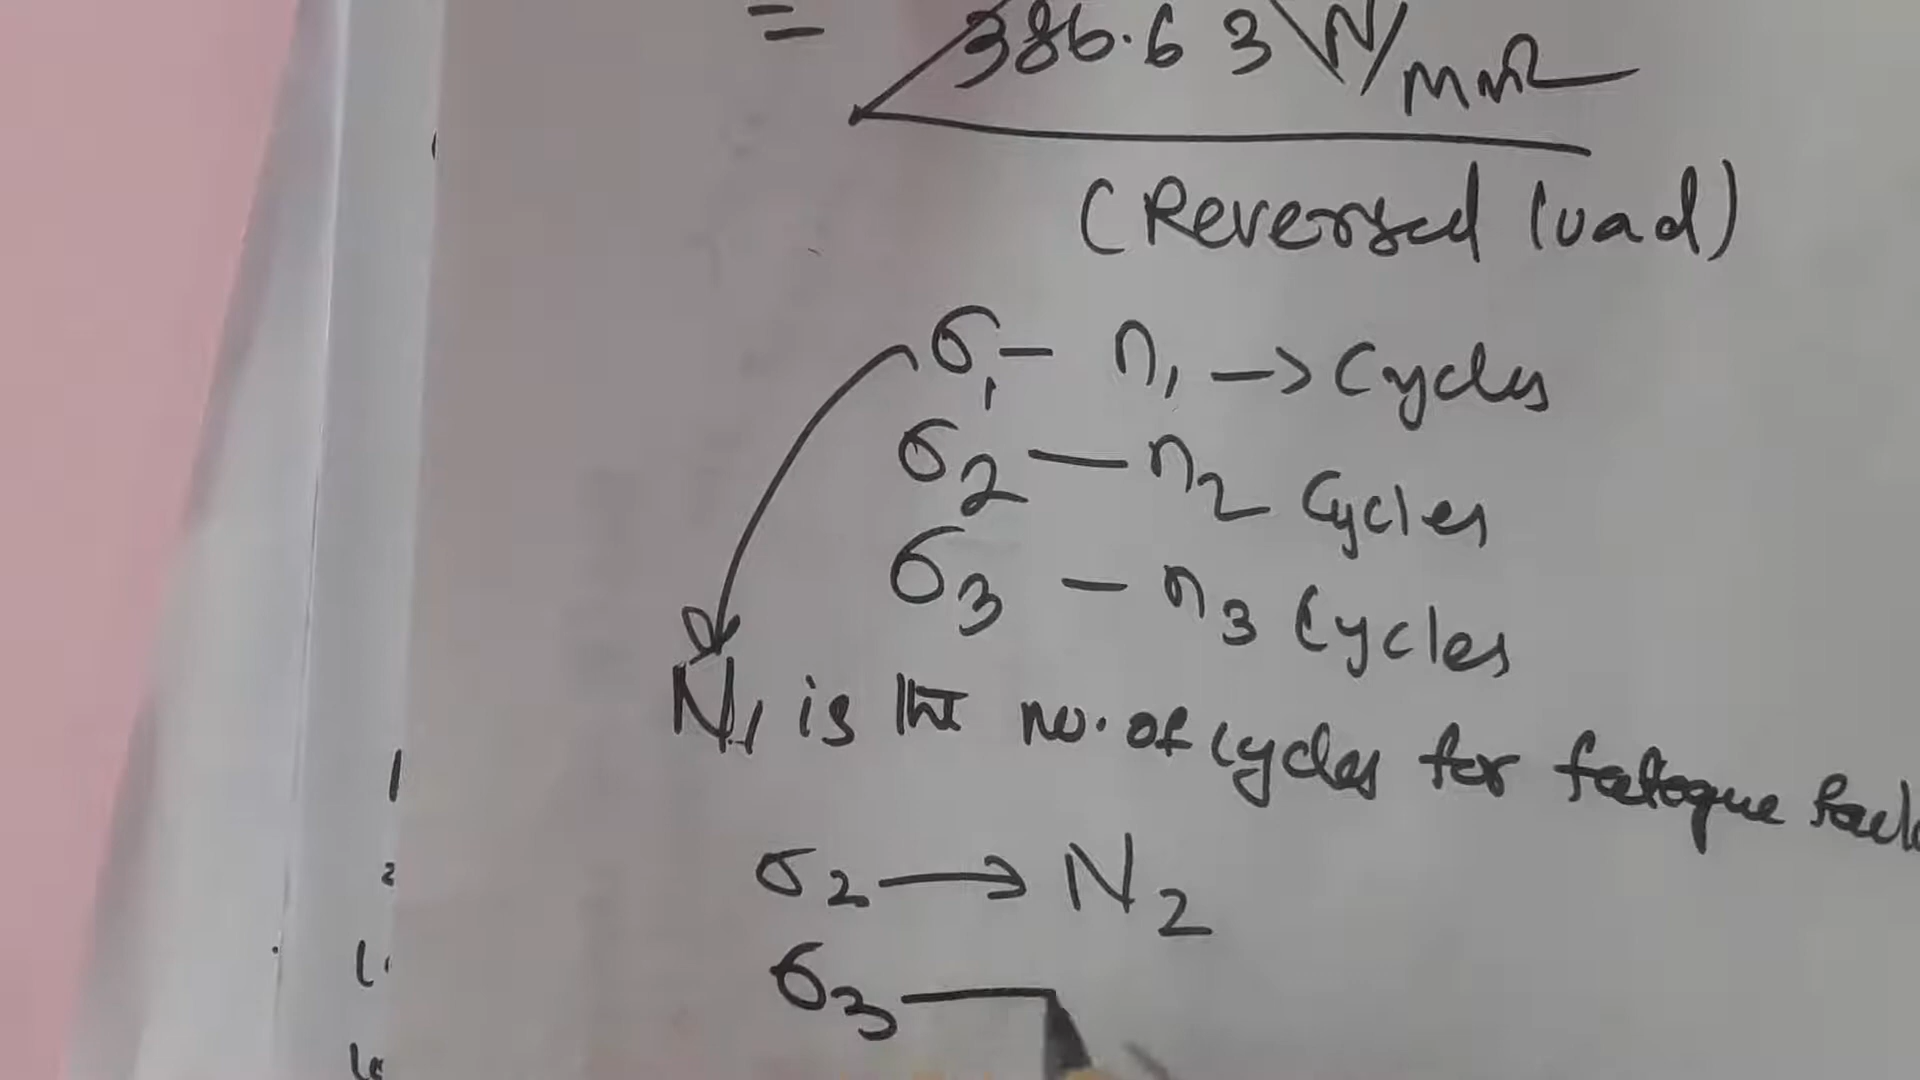 = 386.63 N/mm2
(Reversed load)
σ1 - n1 -> Cycles
σ2 - n2 Cycles
σ3 - n3 Cycles
N1 is the no. of cycles for fatogue
σ2 → N2
σ3 —